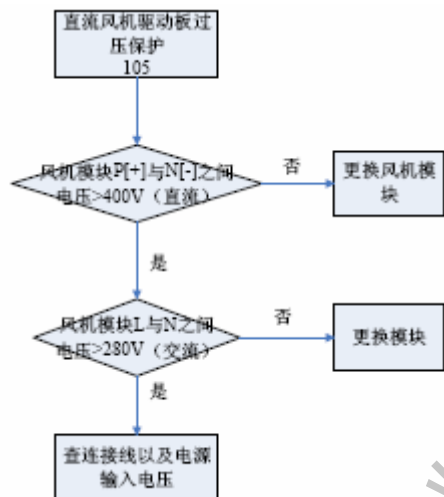 直流风机驱动板过
压保护
105
风机模块P[+]与N[-]之间
电压>400V（直流）
否
更换风机模
块
是
风机模块L与N之间
电压>280V（交流）
否
更换模块
是
查连接线以及电源
输入电压